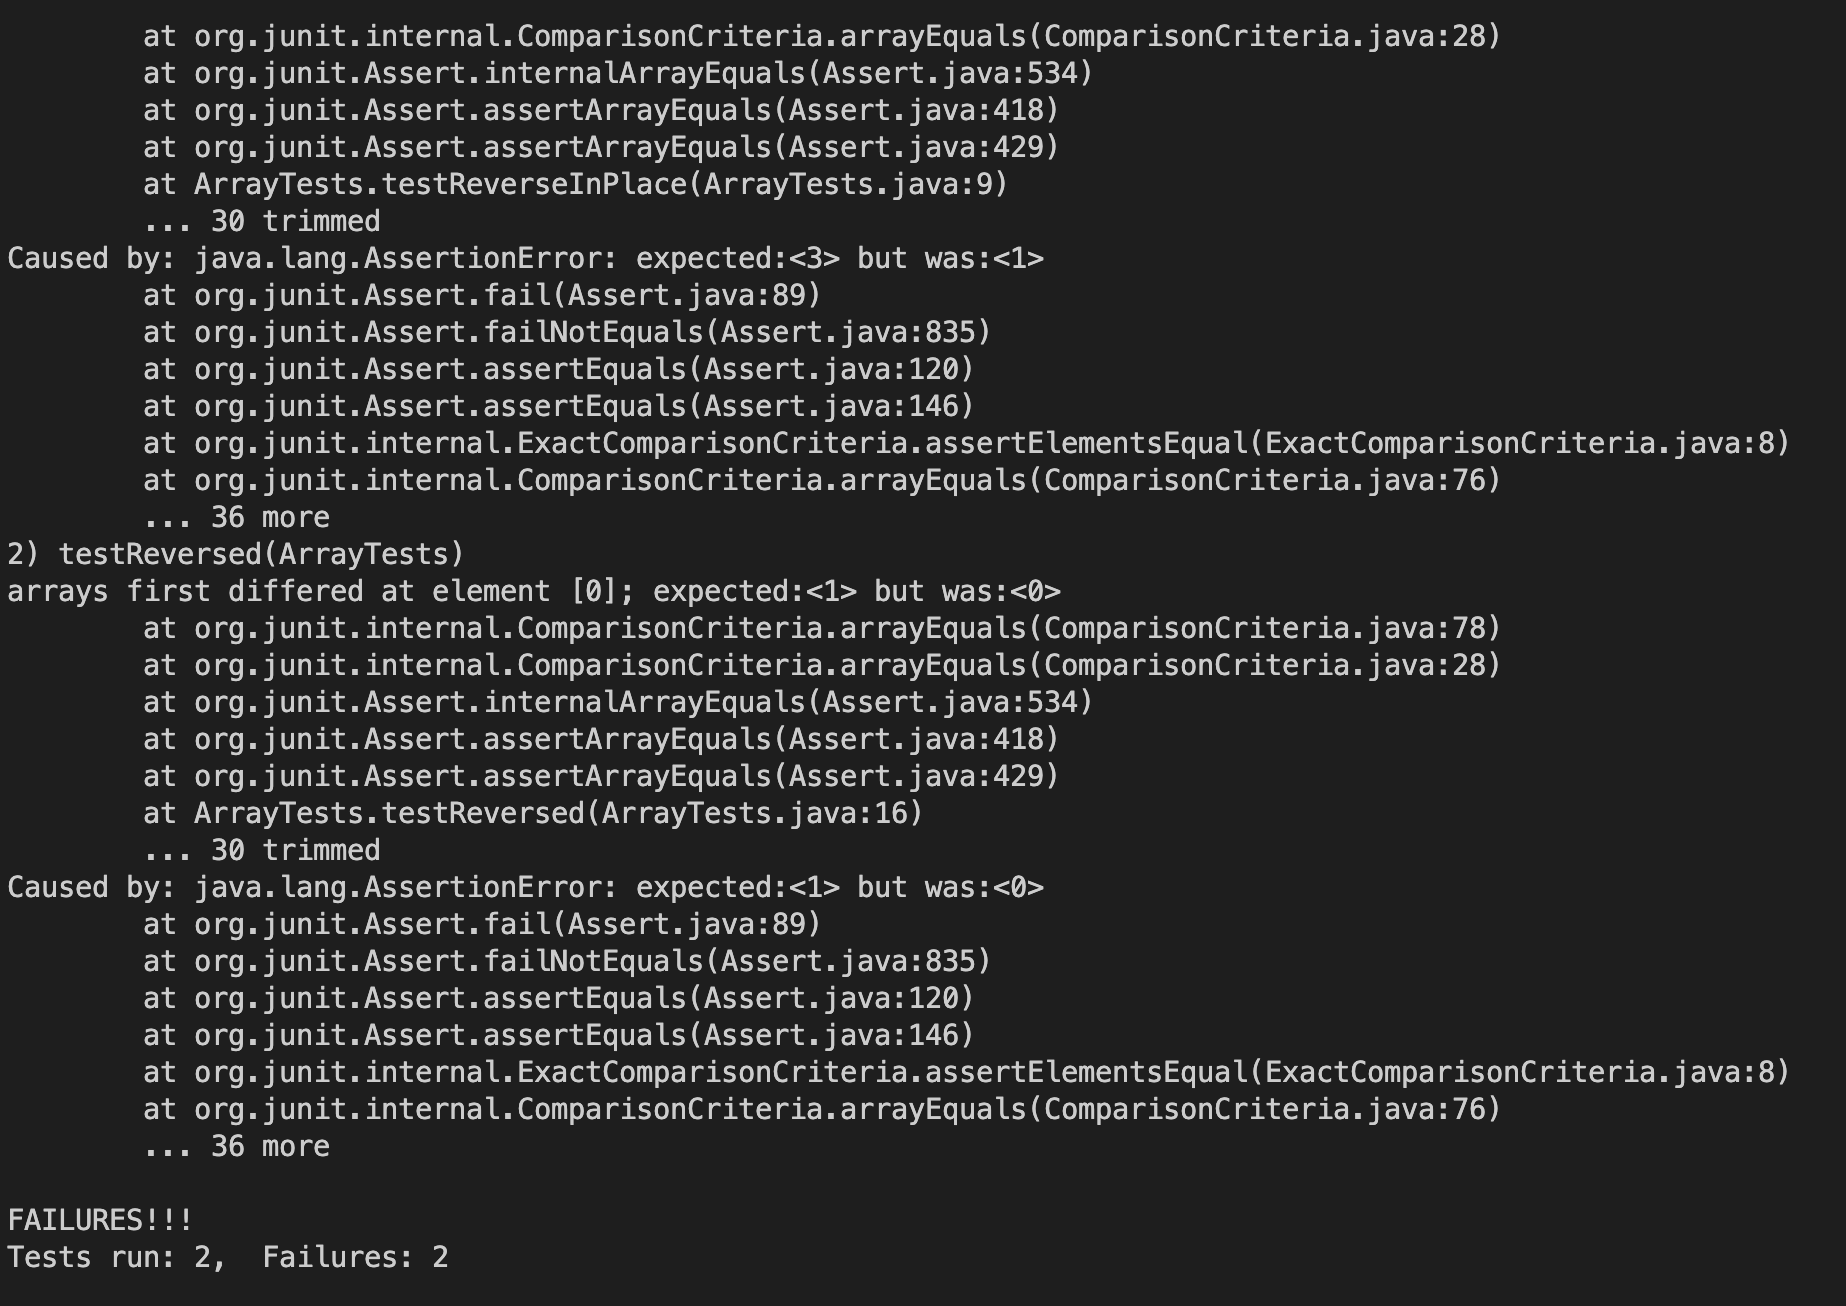 at org.junit.internal.ComparisonCriteria.arrayEquals(ComparisonCriteria.java:28)
at org.junit.Assert.internalArrayEquals(Assert.java:534)
at org.junit.Assert.assertArrayEquals(Assert.java:418)
at org.junit.Assert.assertArrayEquals(Assert.java:429)
at ArrayTests.testReverseInPlace(ArrayTests.java:9)
... 30 trimmed
Caused by: java.lang.AssertionError: expected:<3> but was:<1>
at org.junit.Assert.fail(Assert.java:89)
at org.junit.Assert.failNotEquals(Assert.java:835)
at org.junit.Assert.assertEquals(Assert.java:120)
at org.junit.Assert.assertEquals(Assert.java:146)
at org.junit.internal.ExactComparisonCriteria.assertElementsEqual(ExactComparisonCriteria.java:8)
at org.junit.internal.ComparisonCriteria.arrayEquals(ComparisonCriteria.java:76)
... 36 more
2) testReversed(ArrayTests)
arrays first differed at element [0]; expected:<1> but was:<0>
at org.junit.internal.ComparisonCriteria.arrayEquals(ComparisonCriteria.java:78)
at org.junit.internal.ComparisonCriteria.arrayEquals(ComparisonCriteria.java:28)
at org.junit.Assert.internalArrayEquals(Assert.java:534)
at org.junit.Assert.assertArrayEquals(Assert.java:418)
at org.junit.Assert.assertArrayEquals(Assert.java:429)
at ArrayTests.testReversed(ArrayTests.java:16)
... 30 trimmed
Caused by: java.lang.AssertionError: expected:<1> but was:<0>
at org.junit.Assert.fail(Assert.java:89)
at org.junit.Assert.failNotEquals(Assert.java:835)
at org.junit.Assert.assertEquals(Assert.java:120)
at org.junit.Assert.assertEquals(Assert.java:146)
at org.junit.internal.ExactComparisonCriteria.assertElementsEqual(ExactComparisonCriteria.java:8)
at org.junit.internal.ComparisonCriteria.arrayEquals(ComparisonCriteria.java:76)
... 36 more
FAILURES!!!
Tests run: 2,  Failures: 2